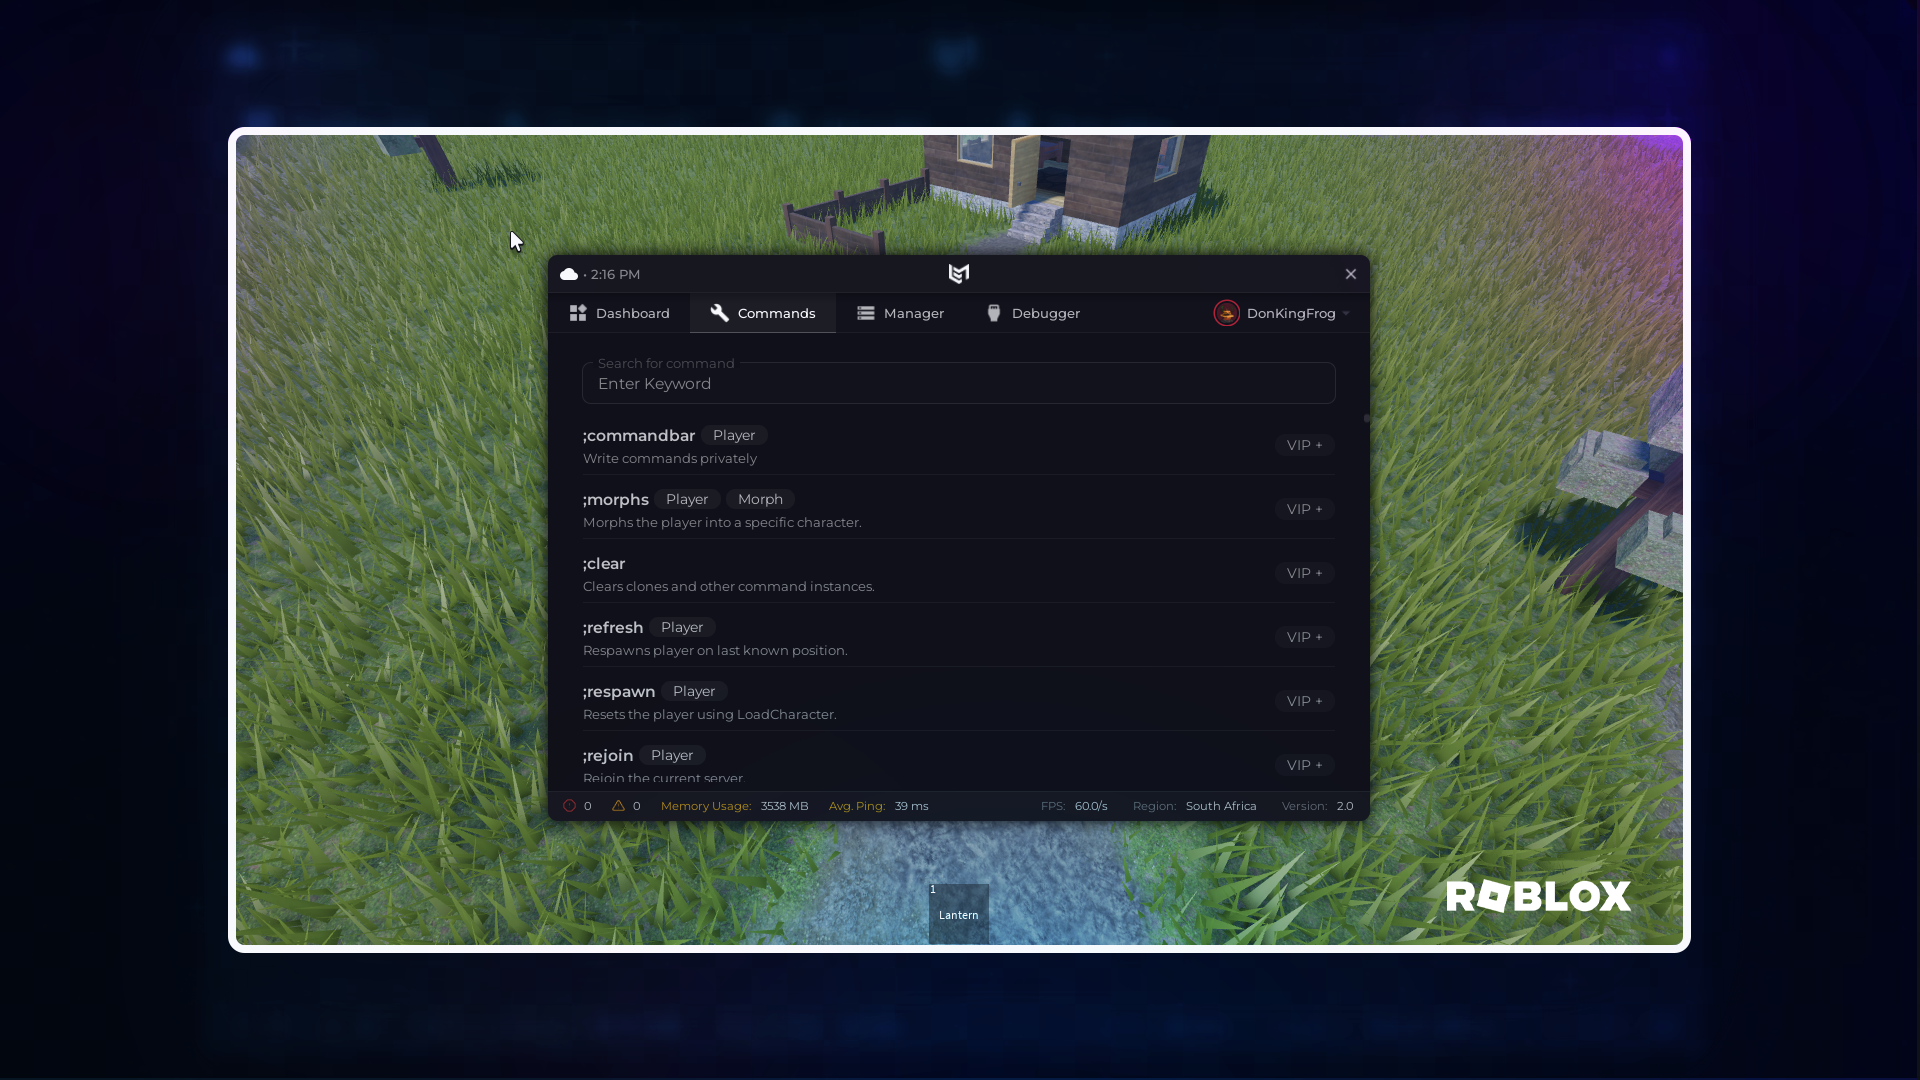 2:16 PM
Dashboard Commands Manager Debugger DonKingFrog
Search for command
Enter Keyword
;commandbar Player
Write commands privately
VIP +
;morphs Player Morph
Morphs the player into a specific character.
VIP +
;clear
Clears clones and other command instances.
VIP +
;refresh Player
Respawns player on last known position.
VIP +
;respawn Player
Resets the player using LoadCharacter.
VIP +
;rejoin Player
Rejoin the current server.
VIP +
0 0 Memory Usage: 3538 MB Avg. Ping: 39 ms FPS: 60.0/s Region: South Africa Version: 2.0
1
Lantern
ROBLOX